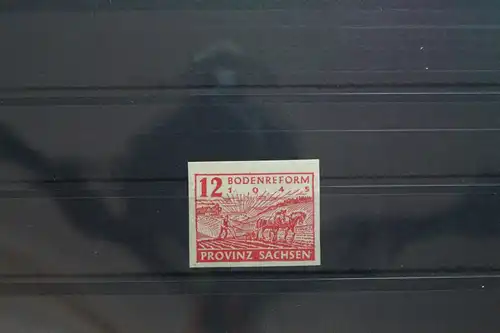 12 BODENREFORM
1945
PROVINZ SACHSEN